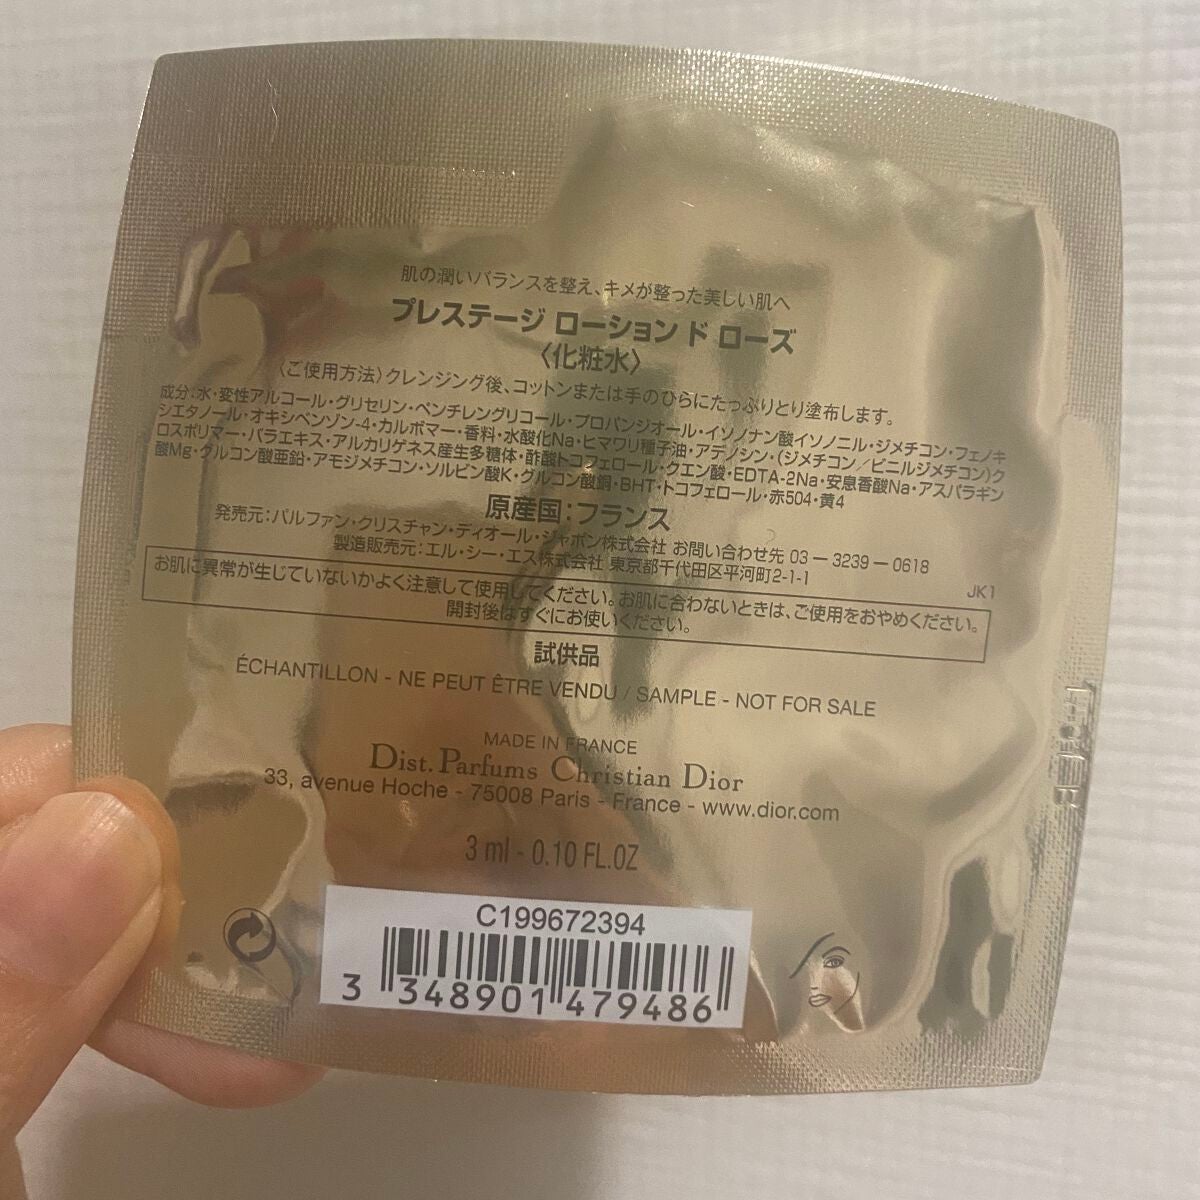 肌の潤いバランスを整え、キメが整った美しい肌へ
プレステージ ローション ド ローズ
〈化粧水〉
〈ご使用方法〉クレンジング後、コットンまたは手のひらにたっぷりとり塗布します。
成分:水・変性アルコール・グリセリン・ペンチレングリコール・プロパンジオール・イソノナン酸イソノニル・ジメチコン・フェノキ
シエタノール・オキシベンゾン-4・カルボマー・香料・水酸化Na・ヒマワリ種子油・アデノシン・(ジメチコン/ビニルジメチコン)ク
ロスポリマー・バラエキス・アルカリゲネス産生多糖体・酢酸トコフェロール・クエン酸・EDTA-2Na・安息香酸Na・アスパラギン
酸Mg・グルコン酸亜鉛・アモジメチコン・ソルビン酸K・グルコン酸銅・BHT・トコフェロール・赤504・黄4
原産国:フランス
発売元:パルファン・クリスチャン・ディオール・ジャポン株式会社 お問い合わせ先 03-3239-0618
製造販売元:エル・シー・エス株式会社 東京都千代田区平河町2-1-1
JK1
お肌に異常が生じていないかよく注意して使用してください。お肌に合わないときは、ご使用をおやめください。
開封後はすぐにお使いください。
試供品
ÉCHANTILLON - NE PEUT ÊTRE VENDU / SAMPLE - NOT FOR SALE
MADE IN FRANCE
Dist. Parfums Christian Dior
33, avenue Hoche - 75008 Paris - France - www.dior.com
3 ml - 0.10 FL.OZ
C199672394
3 348901 479486